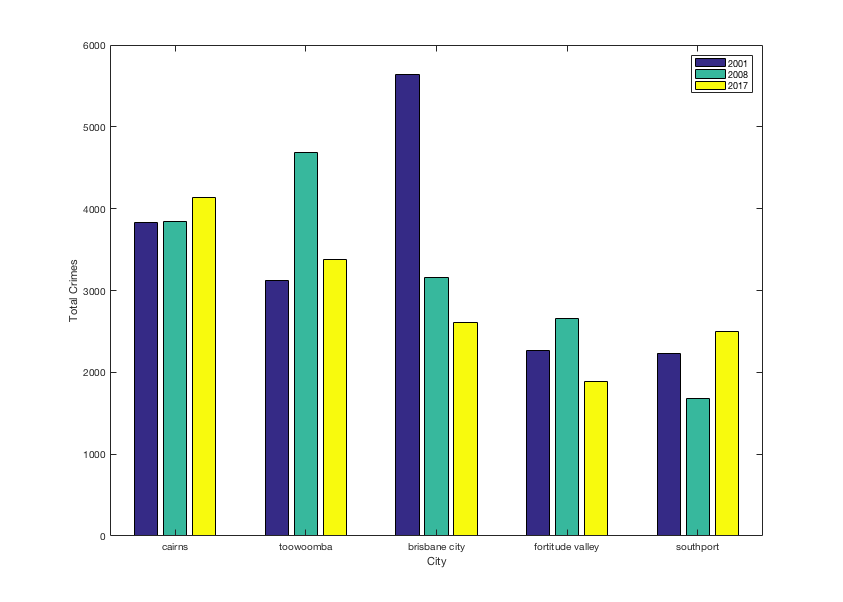 6000
5000
4000
3000
2000
1000
0
Total Crimes
2001
2008
2017
cairns
toowoomba
brisbane city
fortitude valley
southport
City